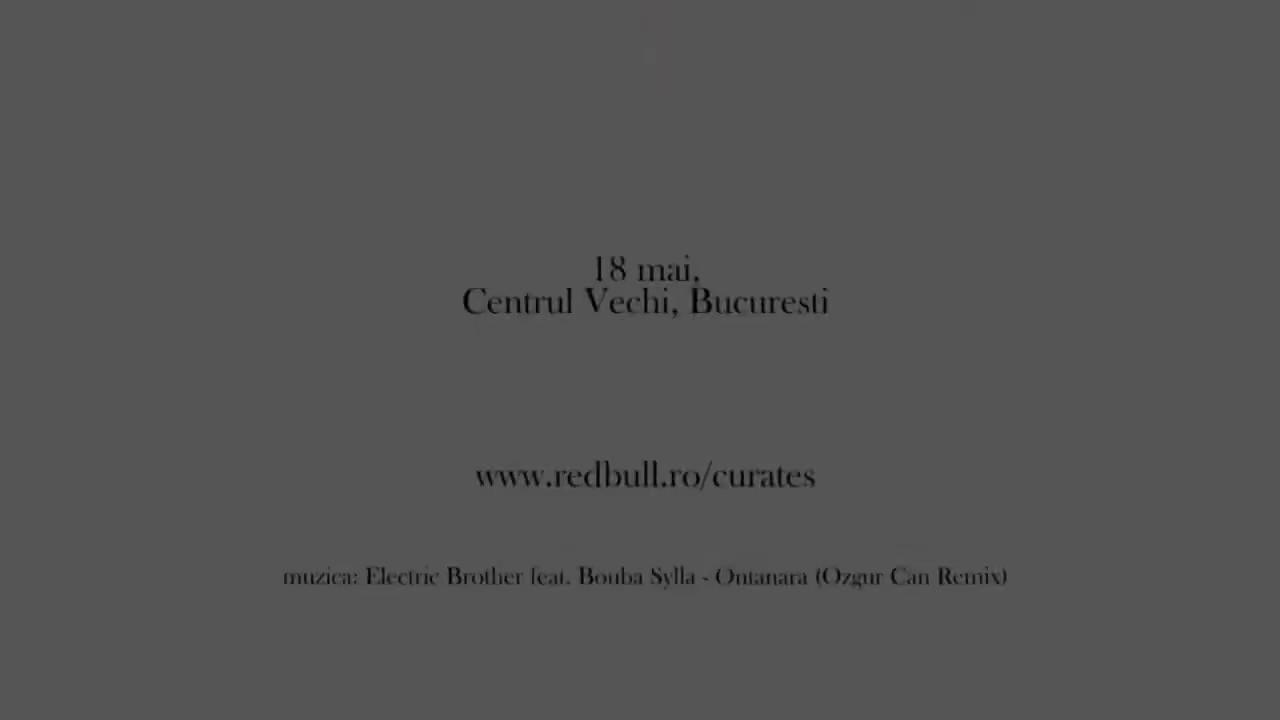 18 mai,
Centrul Vechi, Bucuresti
www.redbull.ro/curates
muzica: Electric Brother feat. Bouba Sylla - Ontanara (Ozgur Can Remix)